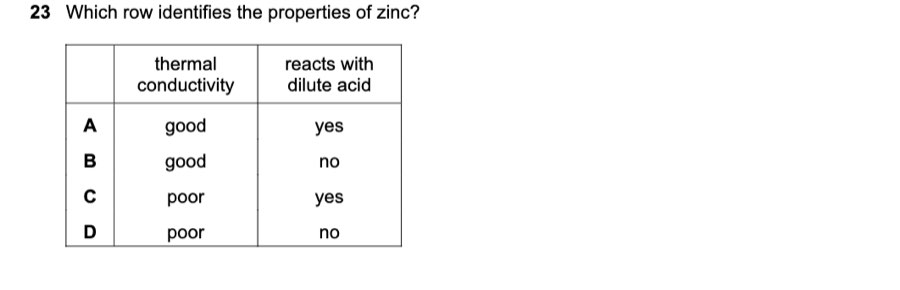 23 Which row identifies the properties of zinc?
thermal conductivity reacts with dilute acid
A good yes
B good no
C poor yes
D poor no